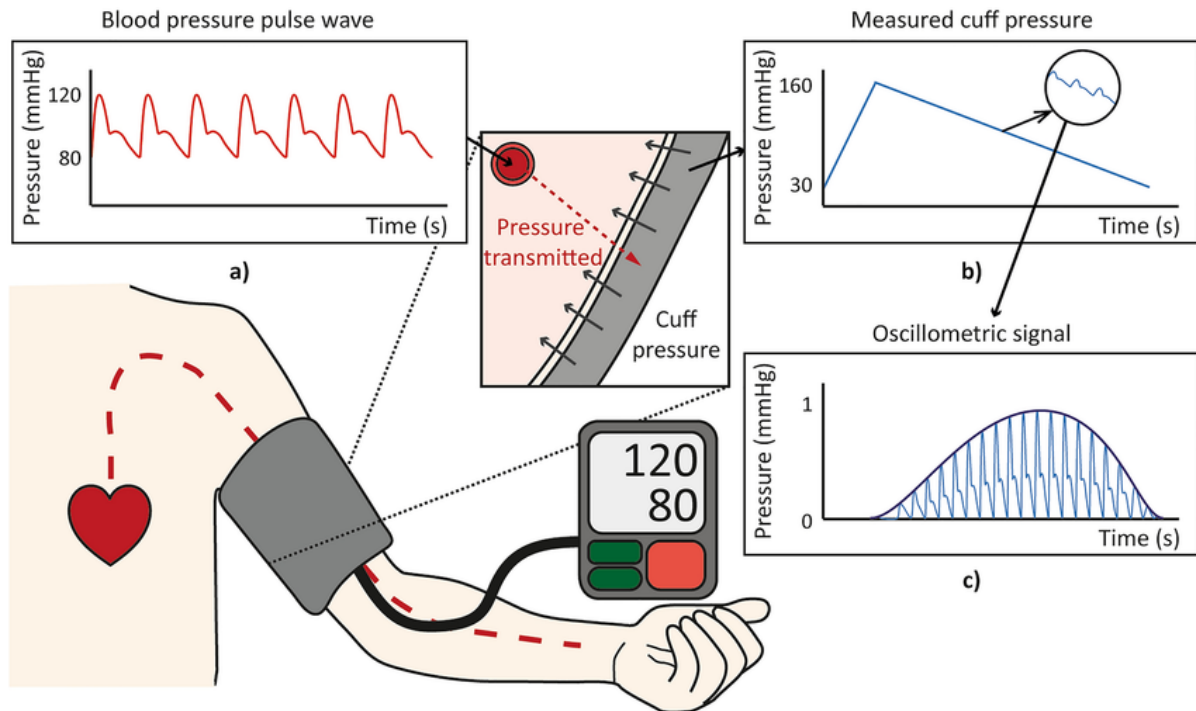 Blood pressure pulse wave
Pressure (mmHg)
120
80
Time (s)
a)
Pressure
transmitted
Cuff
pressure
Measured cuff pressure
Pressure (mmHg)
160
30
Time (s)
b)
Oscillometric signal
Pressure (mmHg)
1
0
Time (s)
c)
120
80